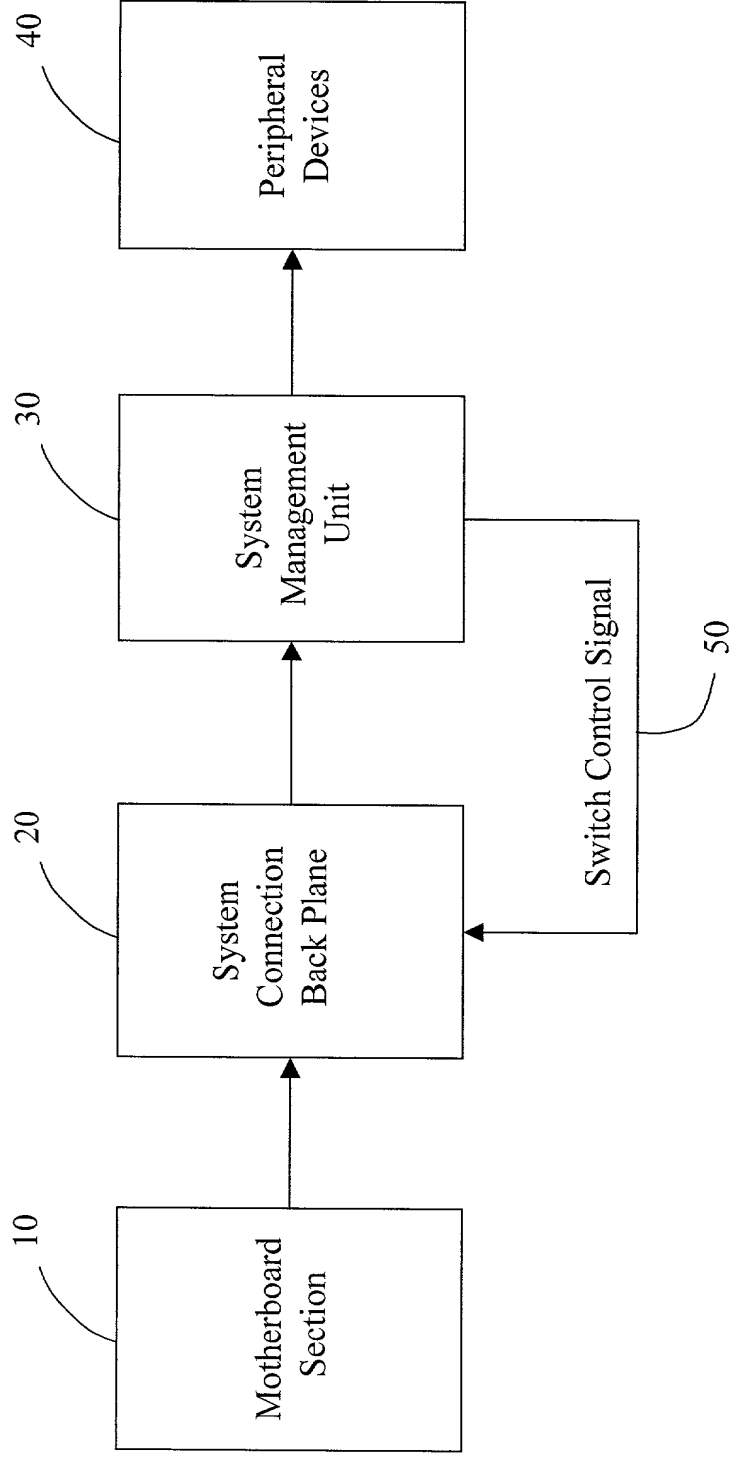 10
20
30
40
Motherboard
Section
System
Connection
Back Plane
System
Management
Unit
Peripheral
Devices
Switch Control Signal
50